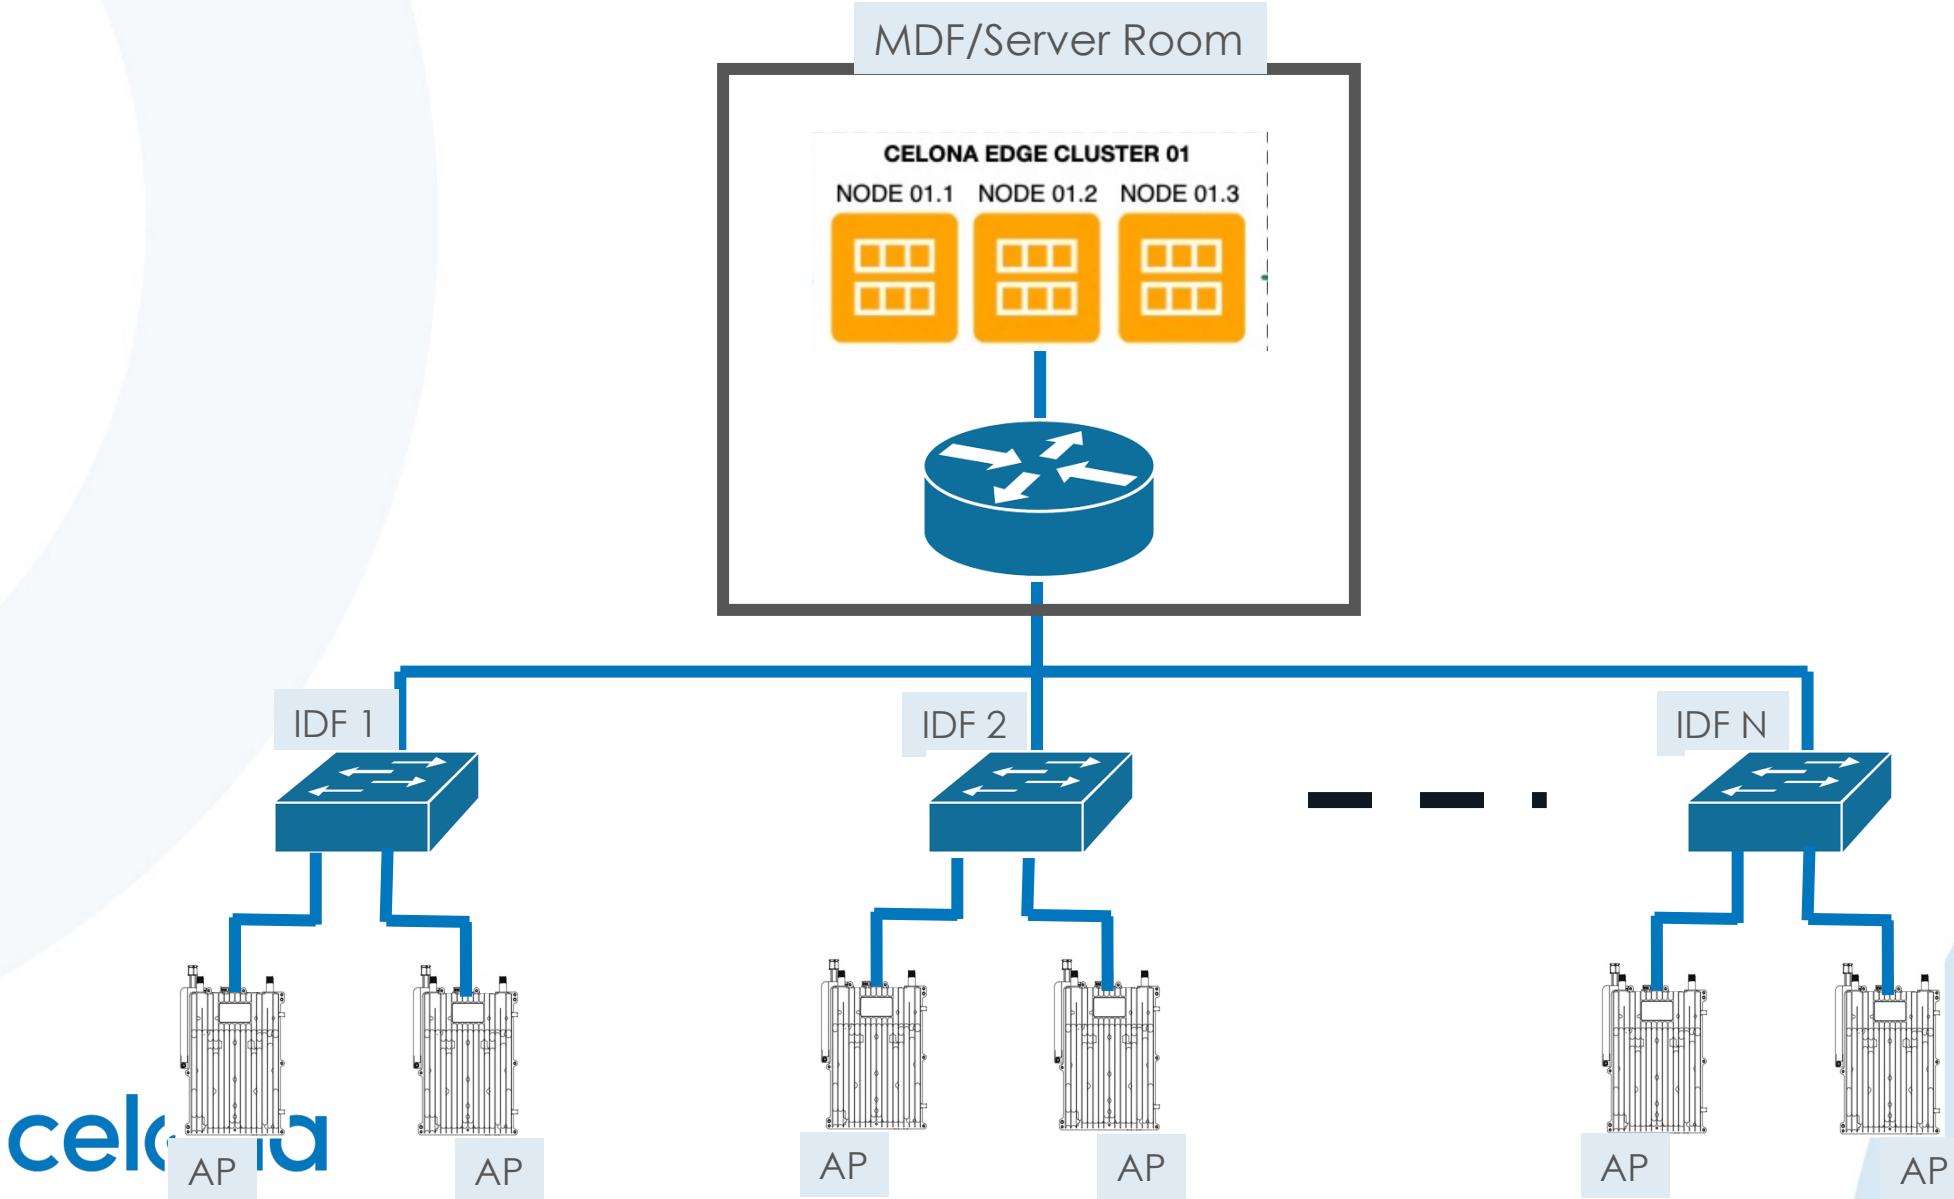 MDF/Server Room
CELONA EDGE CLUSTER 01
NODE 01.1 NODE 01.2 NODE 01.3
IDF 1
IDF 2
IDF N
celona
AP
AP
AP
AP
AP
AP